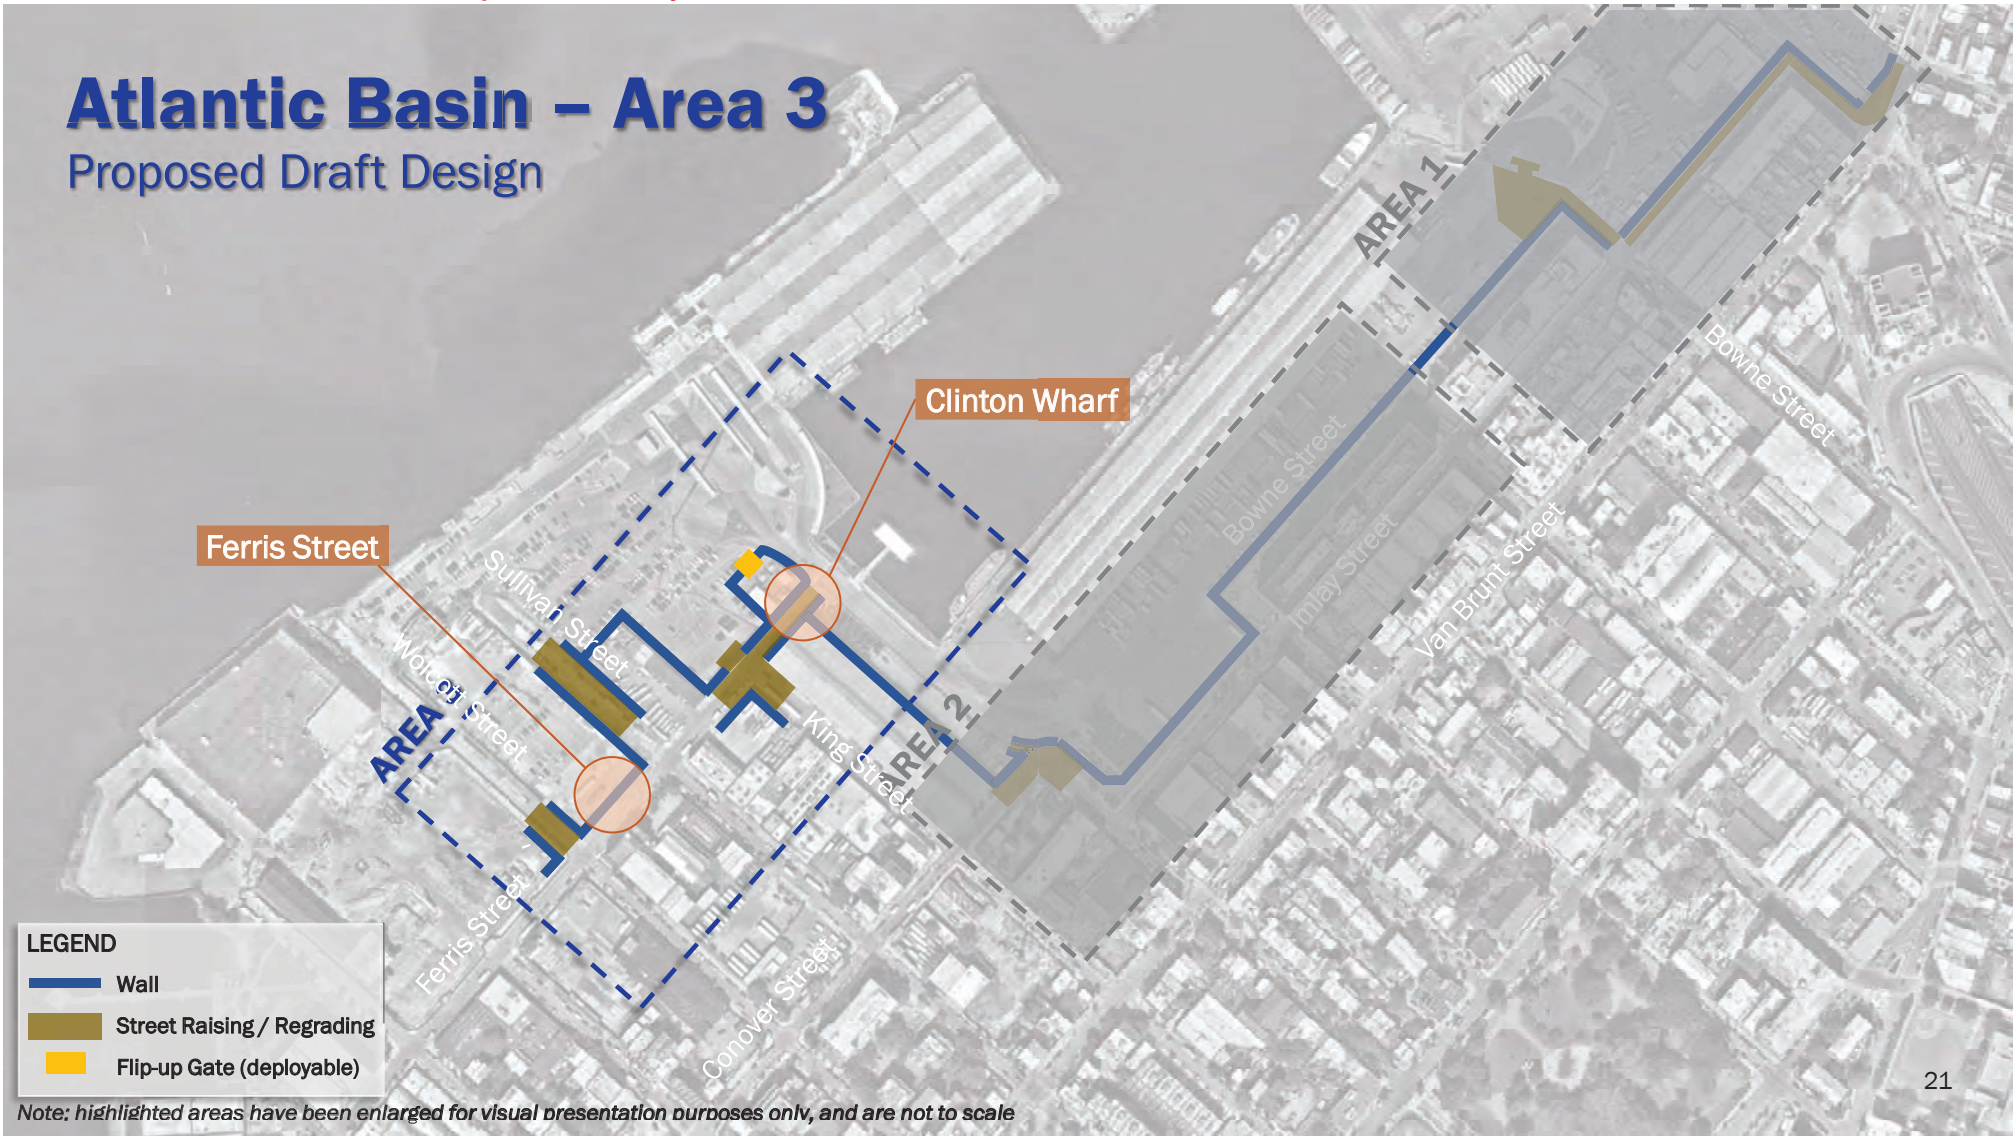 Atlantic Basin – Area 3
Proposed Draft Design
AREA 1
Bowne Street
Clinton Wharf
Bowne Street
Imlay Street
Van Brunt Street
Ferris Street
Sullivan Street
Wolcott Street
AREA
AREA 2
King Street
Ferris Street
Conover Street
LEGEND
Wall
Street Raising / Regrading
Flip-up Gate (deployable)
21
Note: highlighted areas have been enlarged for visual presentation purposes only, and are not to scale